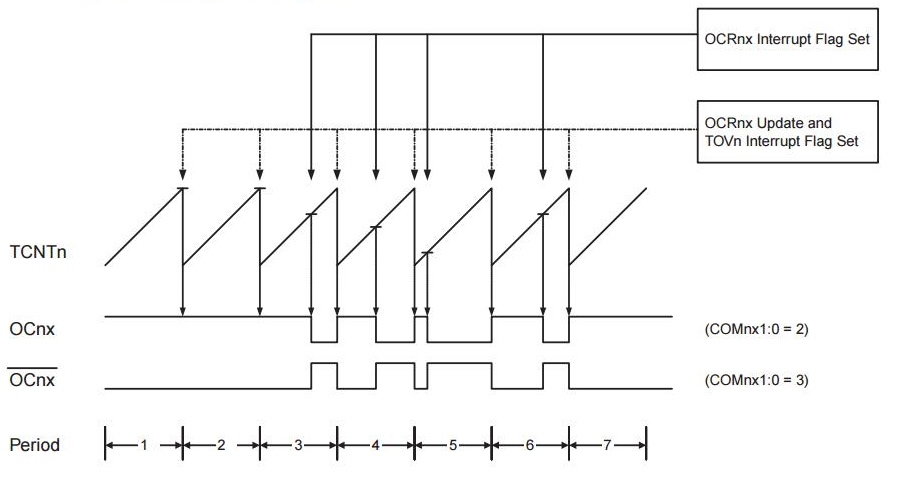 OCRnx Interrupt Flag Set
OCRnx Update and
TOVn Interrupt Flag Set
TCNTn
OCnx
(COMnx1:0 = 2)
OCnx
(COMnx1:0 = 3)
Period
1
2
3
4
5
6
7